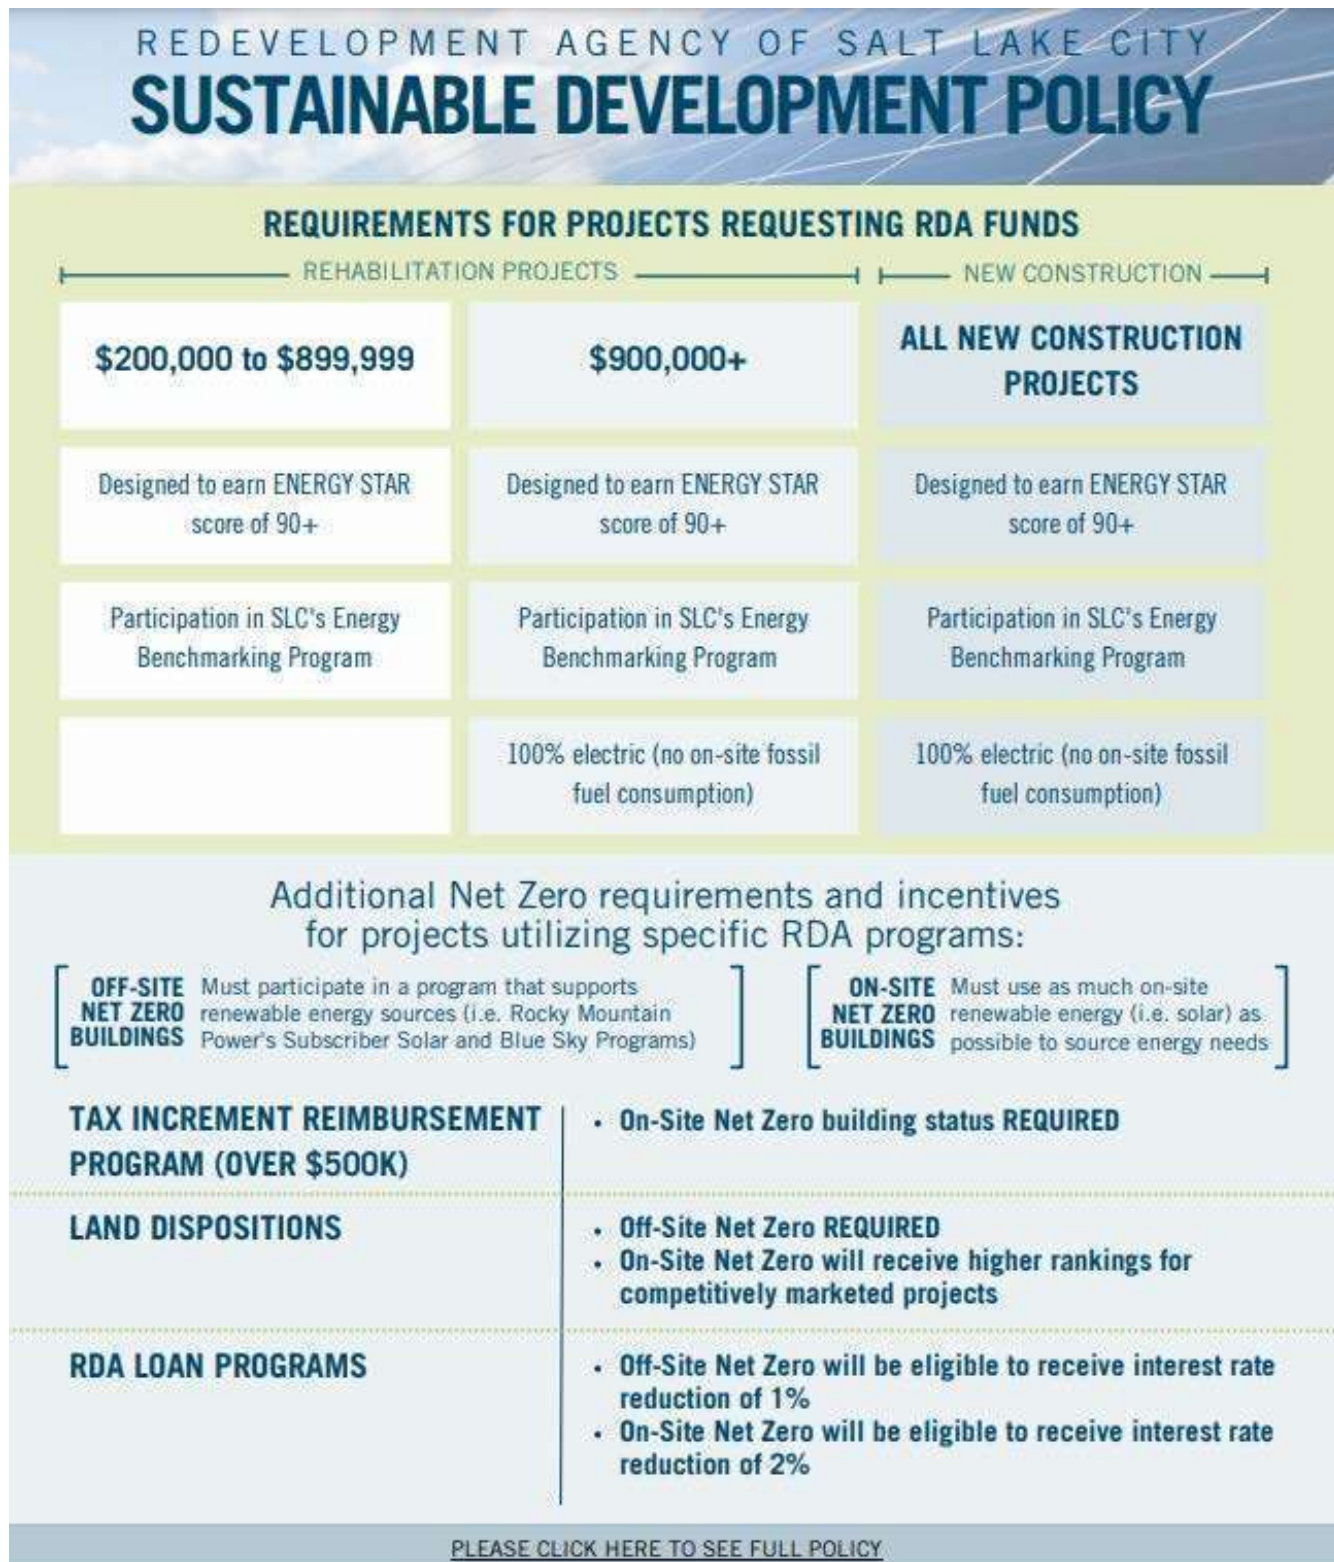 REDEVELOPMENT AGENCY OF SALT LAKE CITY
SUSTAINABLE DEVELOPMENT POLICY
REQUIREMENTS FOR PROJECTS REQUESTING RDA FUNDS
REHABILITATION PROJECTS
NEW CONSTRUCTION
$200,000 to $899,999
$900,000+
ALL NEW CONSTRUCTION
PROJECTS
Designed to earn ENERGY STAR
score of 90+
Designed to earn ENERGY STAR
score of 90+
Designed to earn ENERGY STAR
score of 90+
Participation in SLC's Energy
Benchmarking Program
Participation in SLC's Energy
Benchmarking Program
Participation in SLC's Energy
Benchmarking Program
100% electric (no on-site fossil
fuel consumption)
100% electric (no on-site fossil
fuel consumption)
Additional Net Zero requirements and incentives
for projects utilizing specific RDA programs:
OFF-SITE
NET ZERO
BUILDINGS
Must participate in a program that supports
renewable energy sources (i.e. Rocky Mountain
Power's Subscriber Solar and Blue Sky Programs)
ON-SITE
NET ZERO
BUILDINGS
Must use as much on-site
renewable energy (i.e. solar) as
possible to source energy needs
TAX INCREMENT REIMBURSEMENT
PROGRAM (OVER $500K)
• On-Site Net Zero building status REQUIRED
LAND DISPOSITIONS
• Off-Site Net Zero REQUIRED
• On-Site Net Zero will receive higher rankings for
competitively marketed projects
RDA LOAN PROGRAMS
• Off-Site Net Zero will be eligible to receive interest rate
reduction of 1%
• On-Site Net Zero will be eligible to receive interest rate
reduction of 2%
PLEASE CLICK HERE TO SEE FULL POLICY